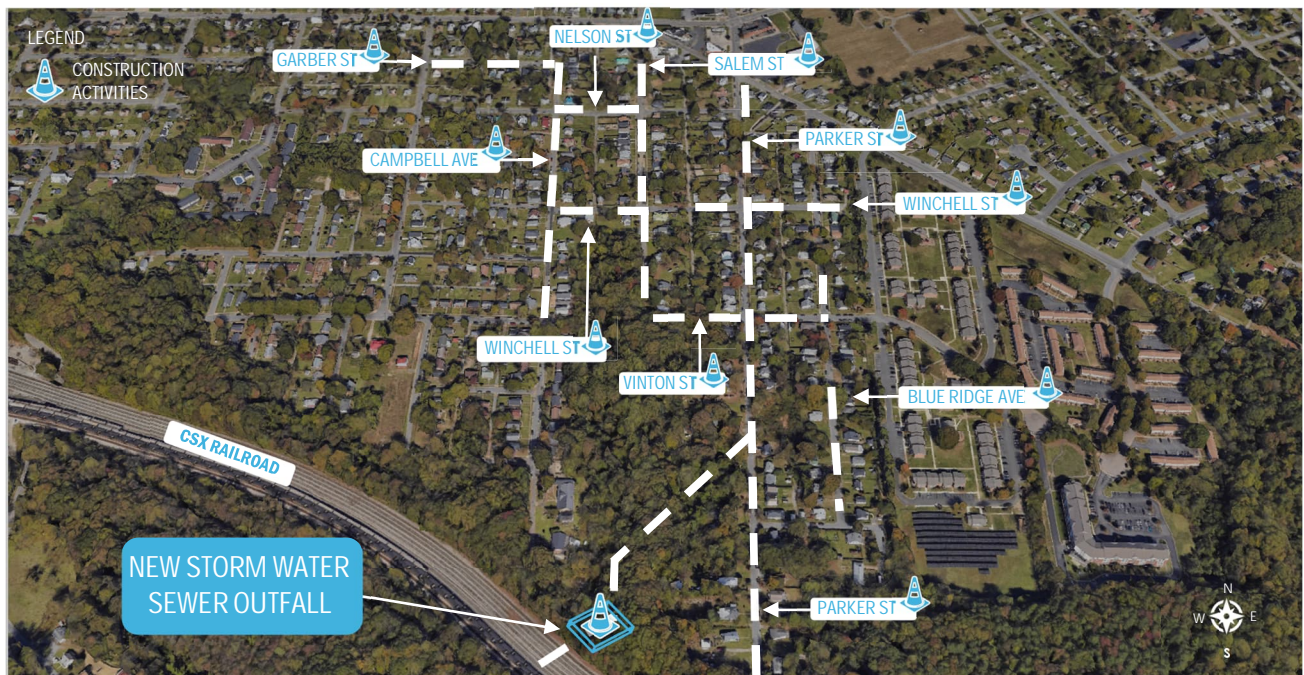 LEGEND
CONSTRUCTION
ACTIVITIES
GARBER ST
NELSON ST
SALEM ST
CAMPBELL AVE
PARKER ST
WINCHELL ST
WINCHELL ST
VINTON ST
BLUE RIDGE AVE
CSX RAILROAD
NEW STORM WATER
SEWER OUTFALL
PARKER ST
N
W
E
S